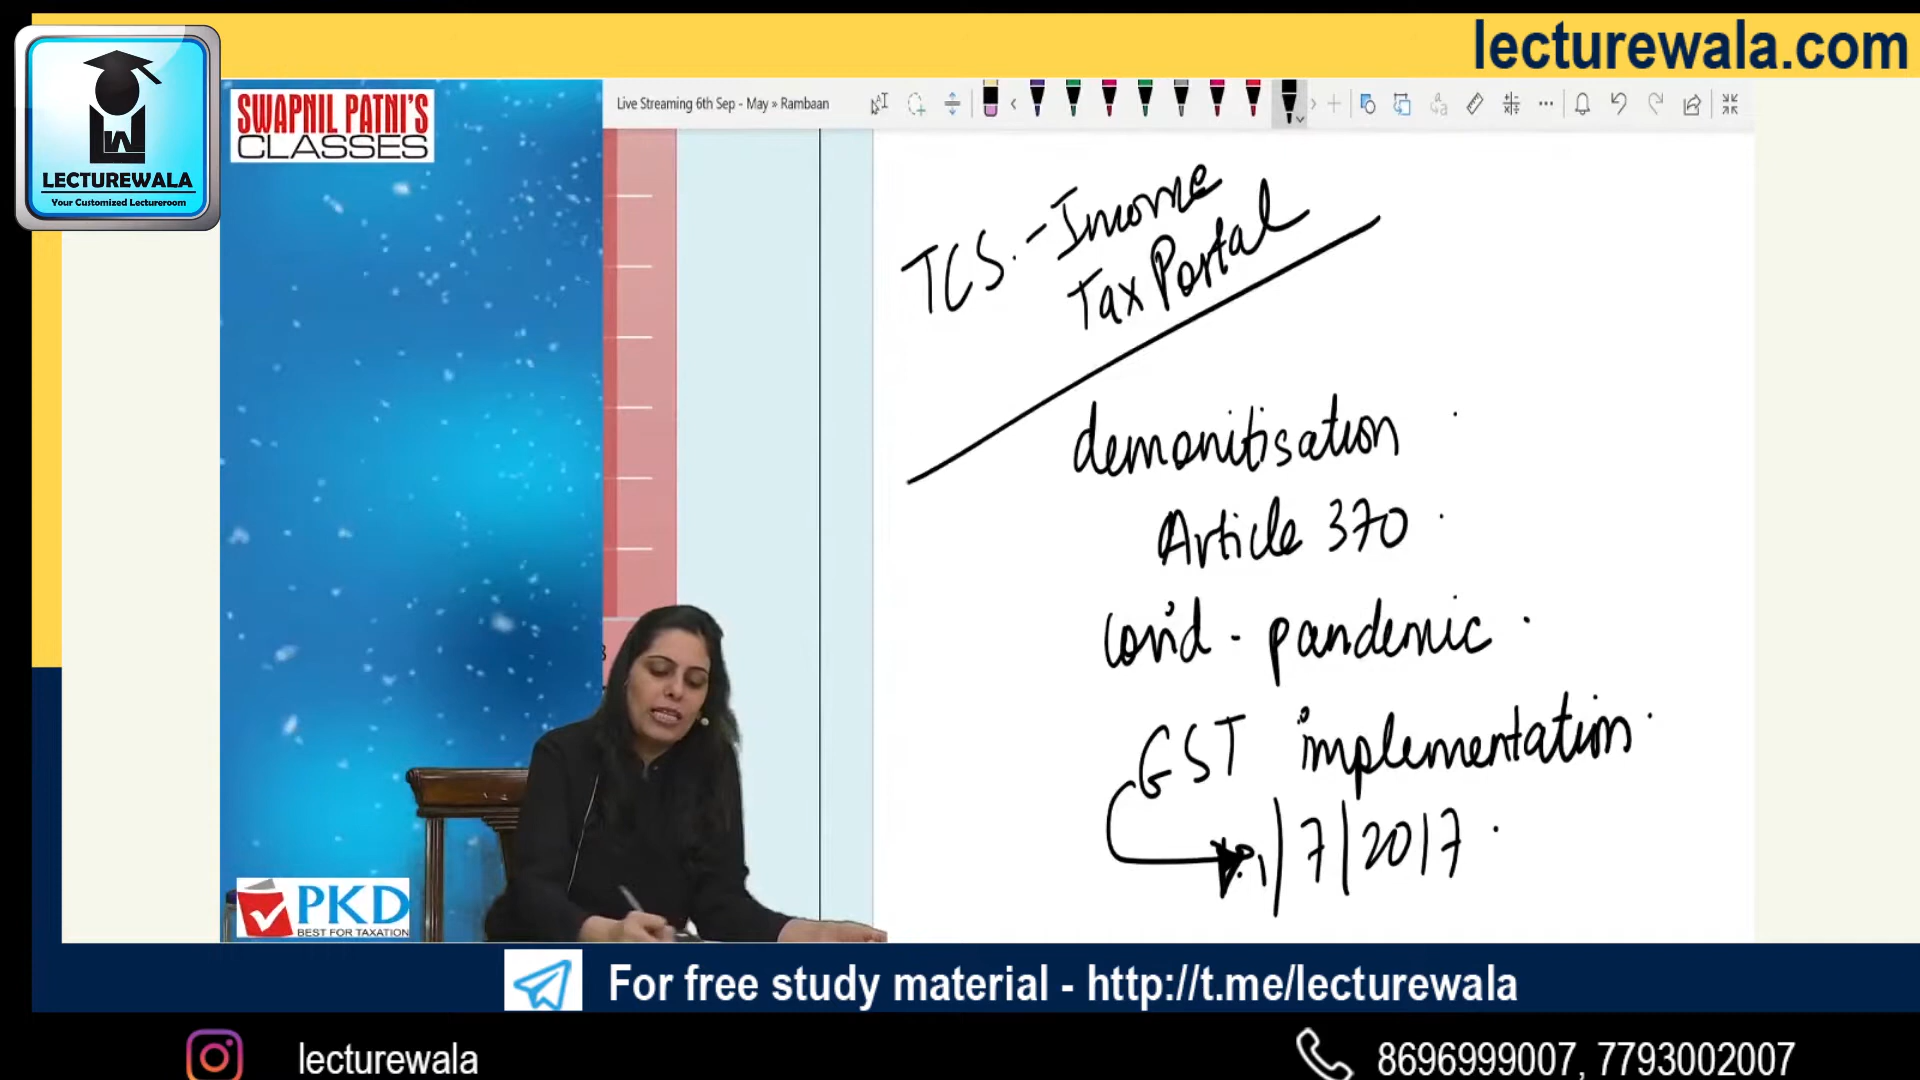 lecturewala.com
LW
LECTUREWALA
Your Customized Lectureroom
SWAPNIL PATNI'S
CLASSES
Live Streaming 6th Sep - May » Rambaan
TCS. - Income
Tax Portal
demonitisation
Article 370
Covid - pandemic
GST implementation
1/7/2017
PKD
BEST FOR TAXATION
For free study material - http://t.me/lecturewala
lecturewala
8696999007, 7793002007